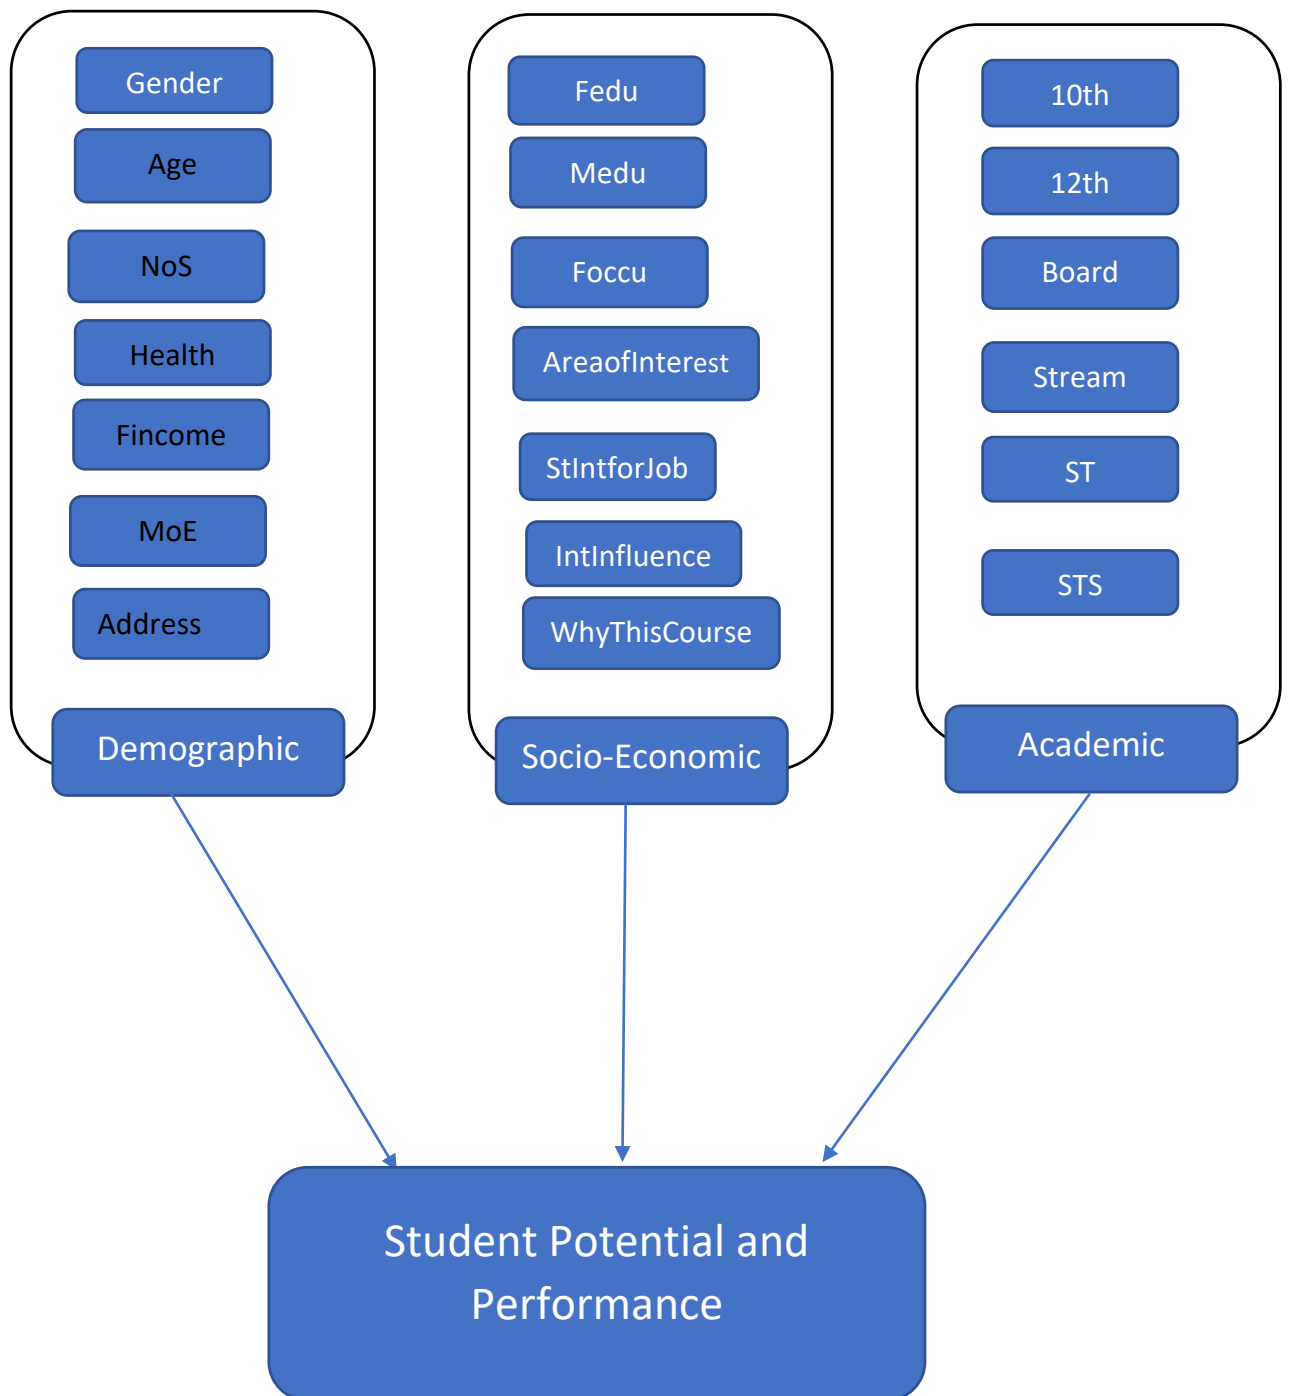 Gender
Age
NoS
Health
Fincome
MoE
Address
Demographic
Fedu
Medu
Foccu
AreaofInterest
StIntforJob
IntInfluence
WhyThisCourse
Socio-Economic
10th
12th
Board
Stream
ST
STS
Academic
Student Potential and
Performance